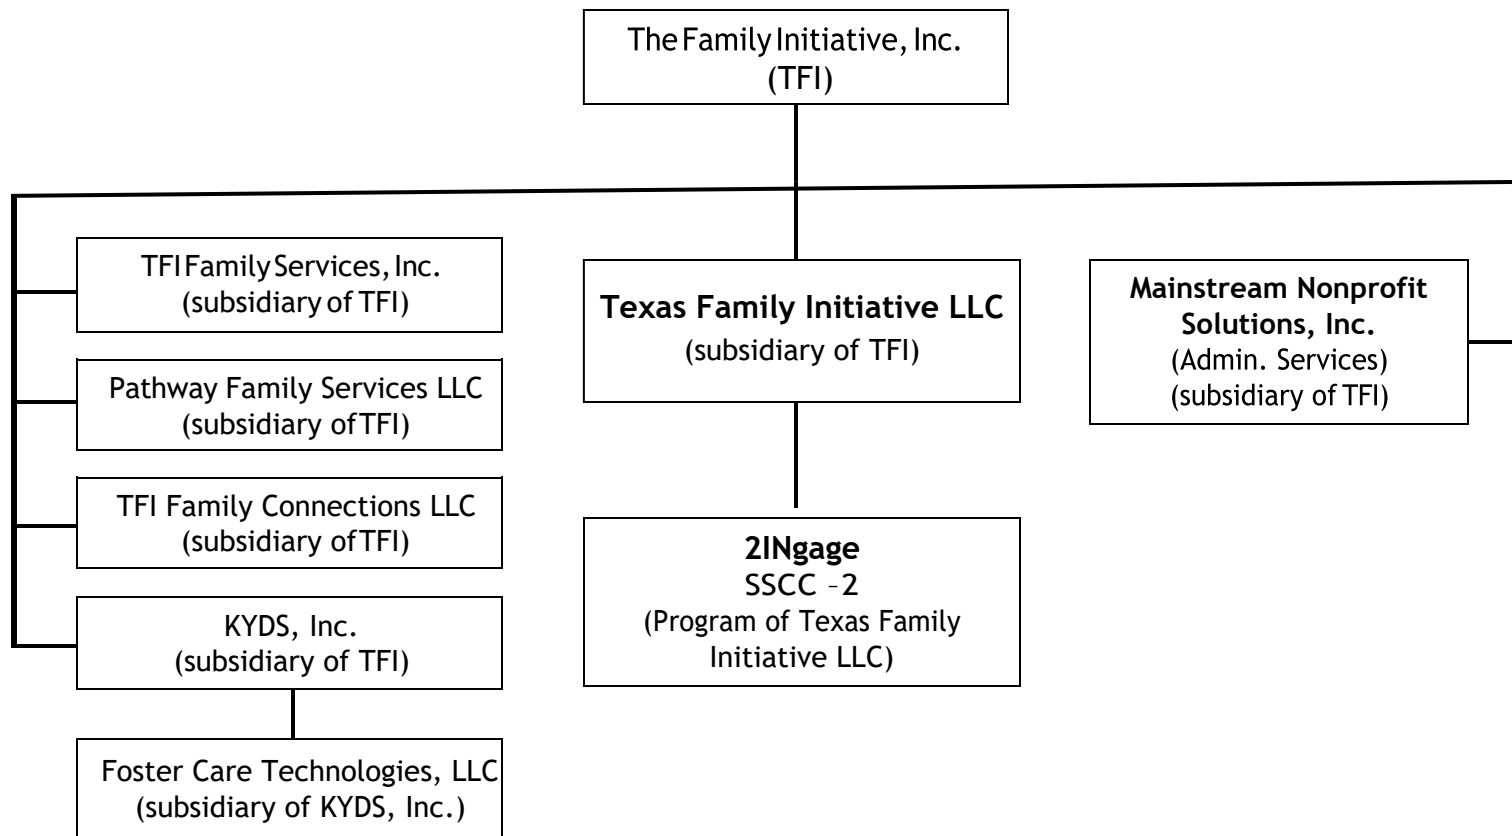 The Family Initiative, Inc.
(TFI)
TFI Family Services, Inc.
(subsidiary of TFI)
Pathway Family Services LLC
(subsidiary of TFI)
TFI Family Connections LLC
(subsidiary of TFI)
KYDS, Inc.
(subsidiary of TFI)
Foster Care Technologies, LLC
(subsidiary of KYDS, Inc.)
Texas Family Initiative LLC
(subsidiary of TFI)
2INgage
SSCC –2
(Program of Texas Family
Initiative LLC)
Mainstream Nonprofit
Solutions, Inc.
(Admin. Services)
(subsidiary of TFI)